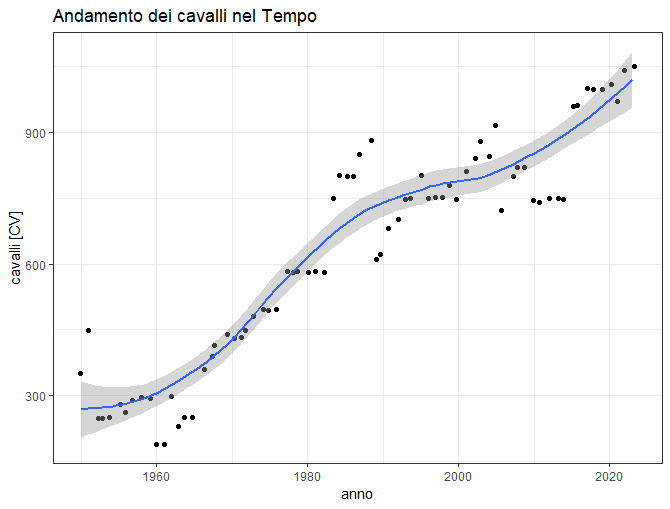 Andamento dei cavalli nel Tempo
900
600
300
cavalli [CV]
1960 1980 2000 2020
anno